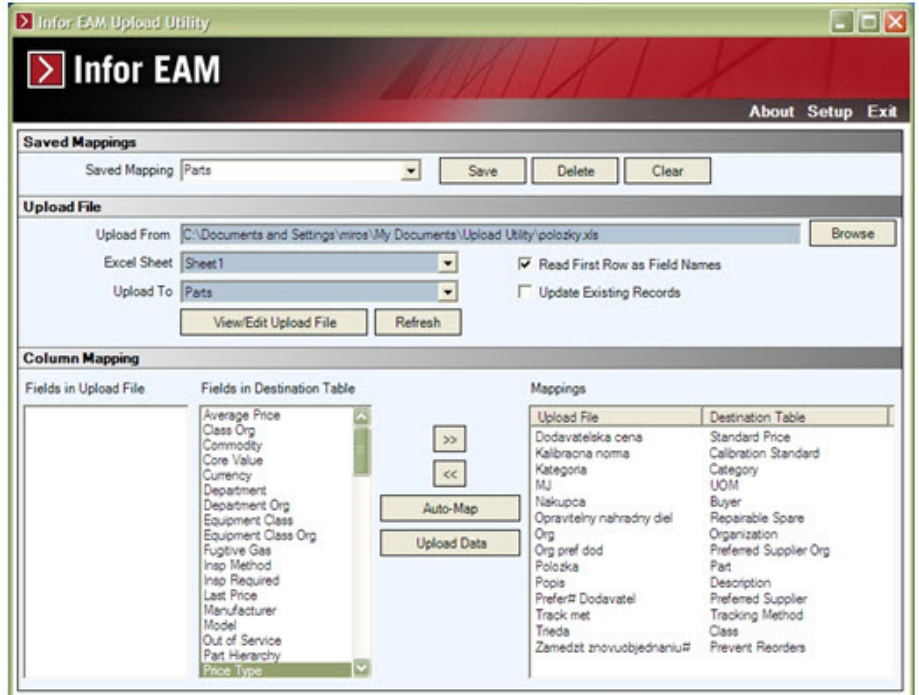 Infor EAM Upload Utility
Infor EAM
About Setup Exit
Saved Mappings
Saved Mapping Parts Save Delete Clear
Upload File
Upload From C:\Documents and Settings\miros\My Documents\Upload Utility\polozky.xls Browse
Excel Sheet Sheet1 Read First Row as Field Names
Upload To Parts Update Existing Records
View/Edit Upload File Refresh
Column Mapping
Fields in Upload File
Fields in Destination Table
Average Price
Class Org
Commodity
Core Value
Currency
Department
Department Org
Equipment Class
Equipment Class Org
Fugtive Gas
Insp Method
Insp Required
Last Price
Manufacturer
Model
Out of Service
Part Hierarchy
Price Type
>>
<<
Auto-Map
Upload Data
Mappings
Upload File Destination Table
Dodavatelska cena Standard Price
Kalibracna norma Calibration Standard
Kategoria Category
MJ UOM
Nakupca Buyer
Opravitelny nahradny diel Repairable Spare
Org Organization
Org pref dod Preferred Supplier Org
Polozka Part
Popis Description
Prefer# Dodavatel Preferred Supplier
Track met Tracking Method
Trieda Class
Zamedzit znovuobjednaniu# Prevent Reorders